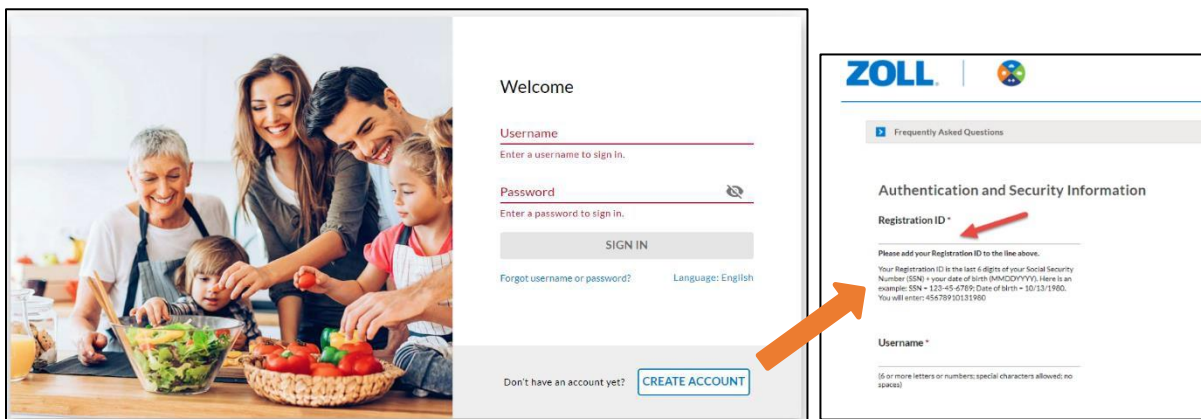 Welcome
Username
Enter a username to sign in.
Password
Enter a password to sign in.
SIGN IN
Forgot username or password? Language: English
Don't have an account yet? CREATE ACCOUNT
ZOLL.
Frequently Asked Questions
Authentication and Security Information
Registration ID *
Please add your Registration ID to the line above.
Your Registration ID is the last 6 digits of your Social Security
Number (SSN) + your date of birth (MMDDYYYY). Here is an
example: SSN = 123-45-6789; Date of birth = 10/13/1980.
You will enter: 45678910131980
Username *
(6 or more letters or numbers; special characters allowed; no
spaces)